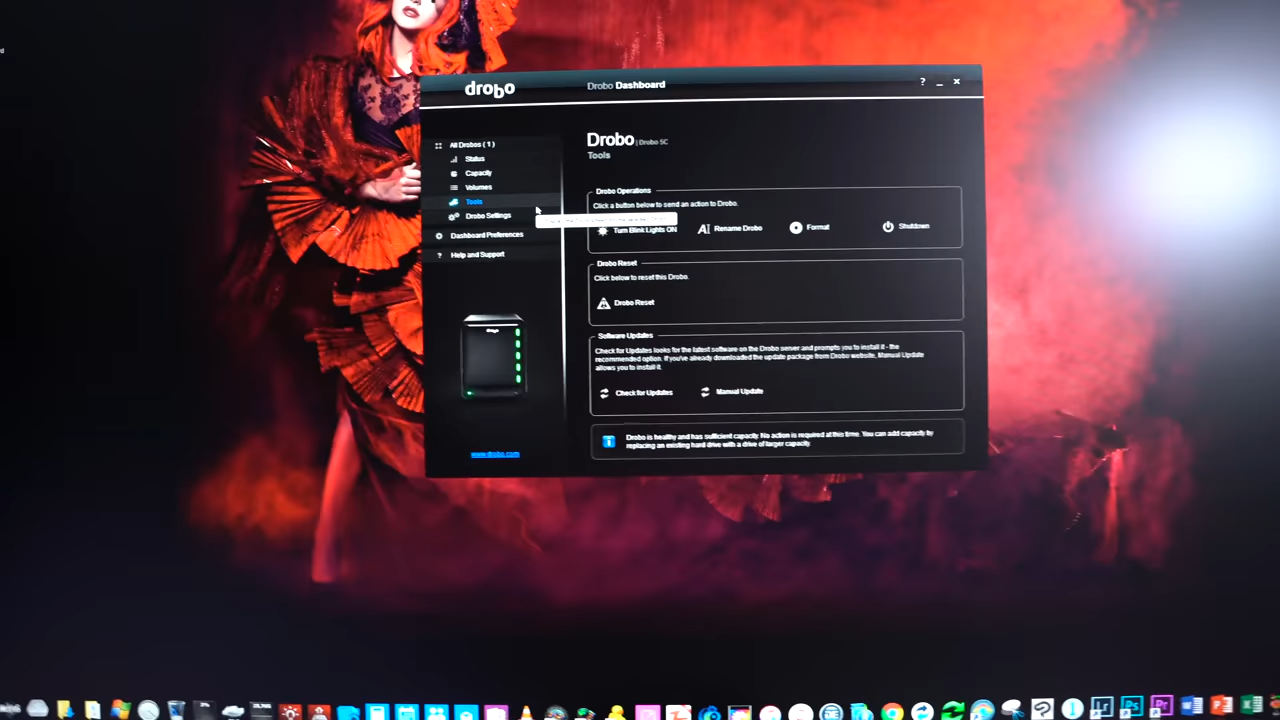 drobo
Drobo Dashboard
? _ x
All Drobos ( 1 )
Status
Capacity
Volumes
Tools
Drobo Settings
Dashboard Preferences
? Help and Support
www.drobo.com
Drobo | Drobo 5C
Tools
Drobo Operations
Click a button below to send an action to Drobo.
Turn Blink Lights ON
Rename Drobo
Format
Shutdown
Drobo Reset
Click below to reset this Drobo.
Drobo Reset
Software Updates
Check for Updates looks for the latest software on the Drobo server and prompts you to install it - the
recommended option. If you've already downloaded the update package from Drobo website, Manual Update
allows you to install it.
Check for Updates
Manual Update
Drobo is healthy and has sufficient capacity. No action is required at this time. You can add capacity by
replacing an existing hard drive with a drive of larger capacity.
Ps
Pr